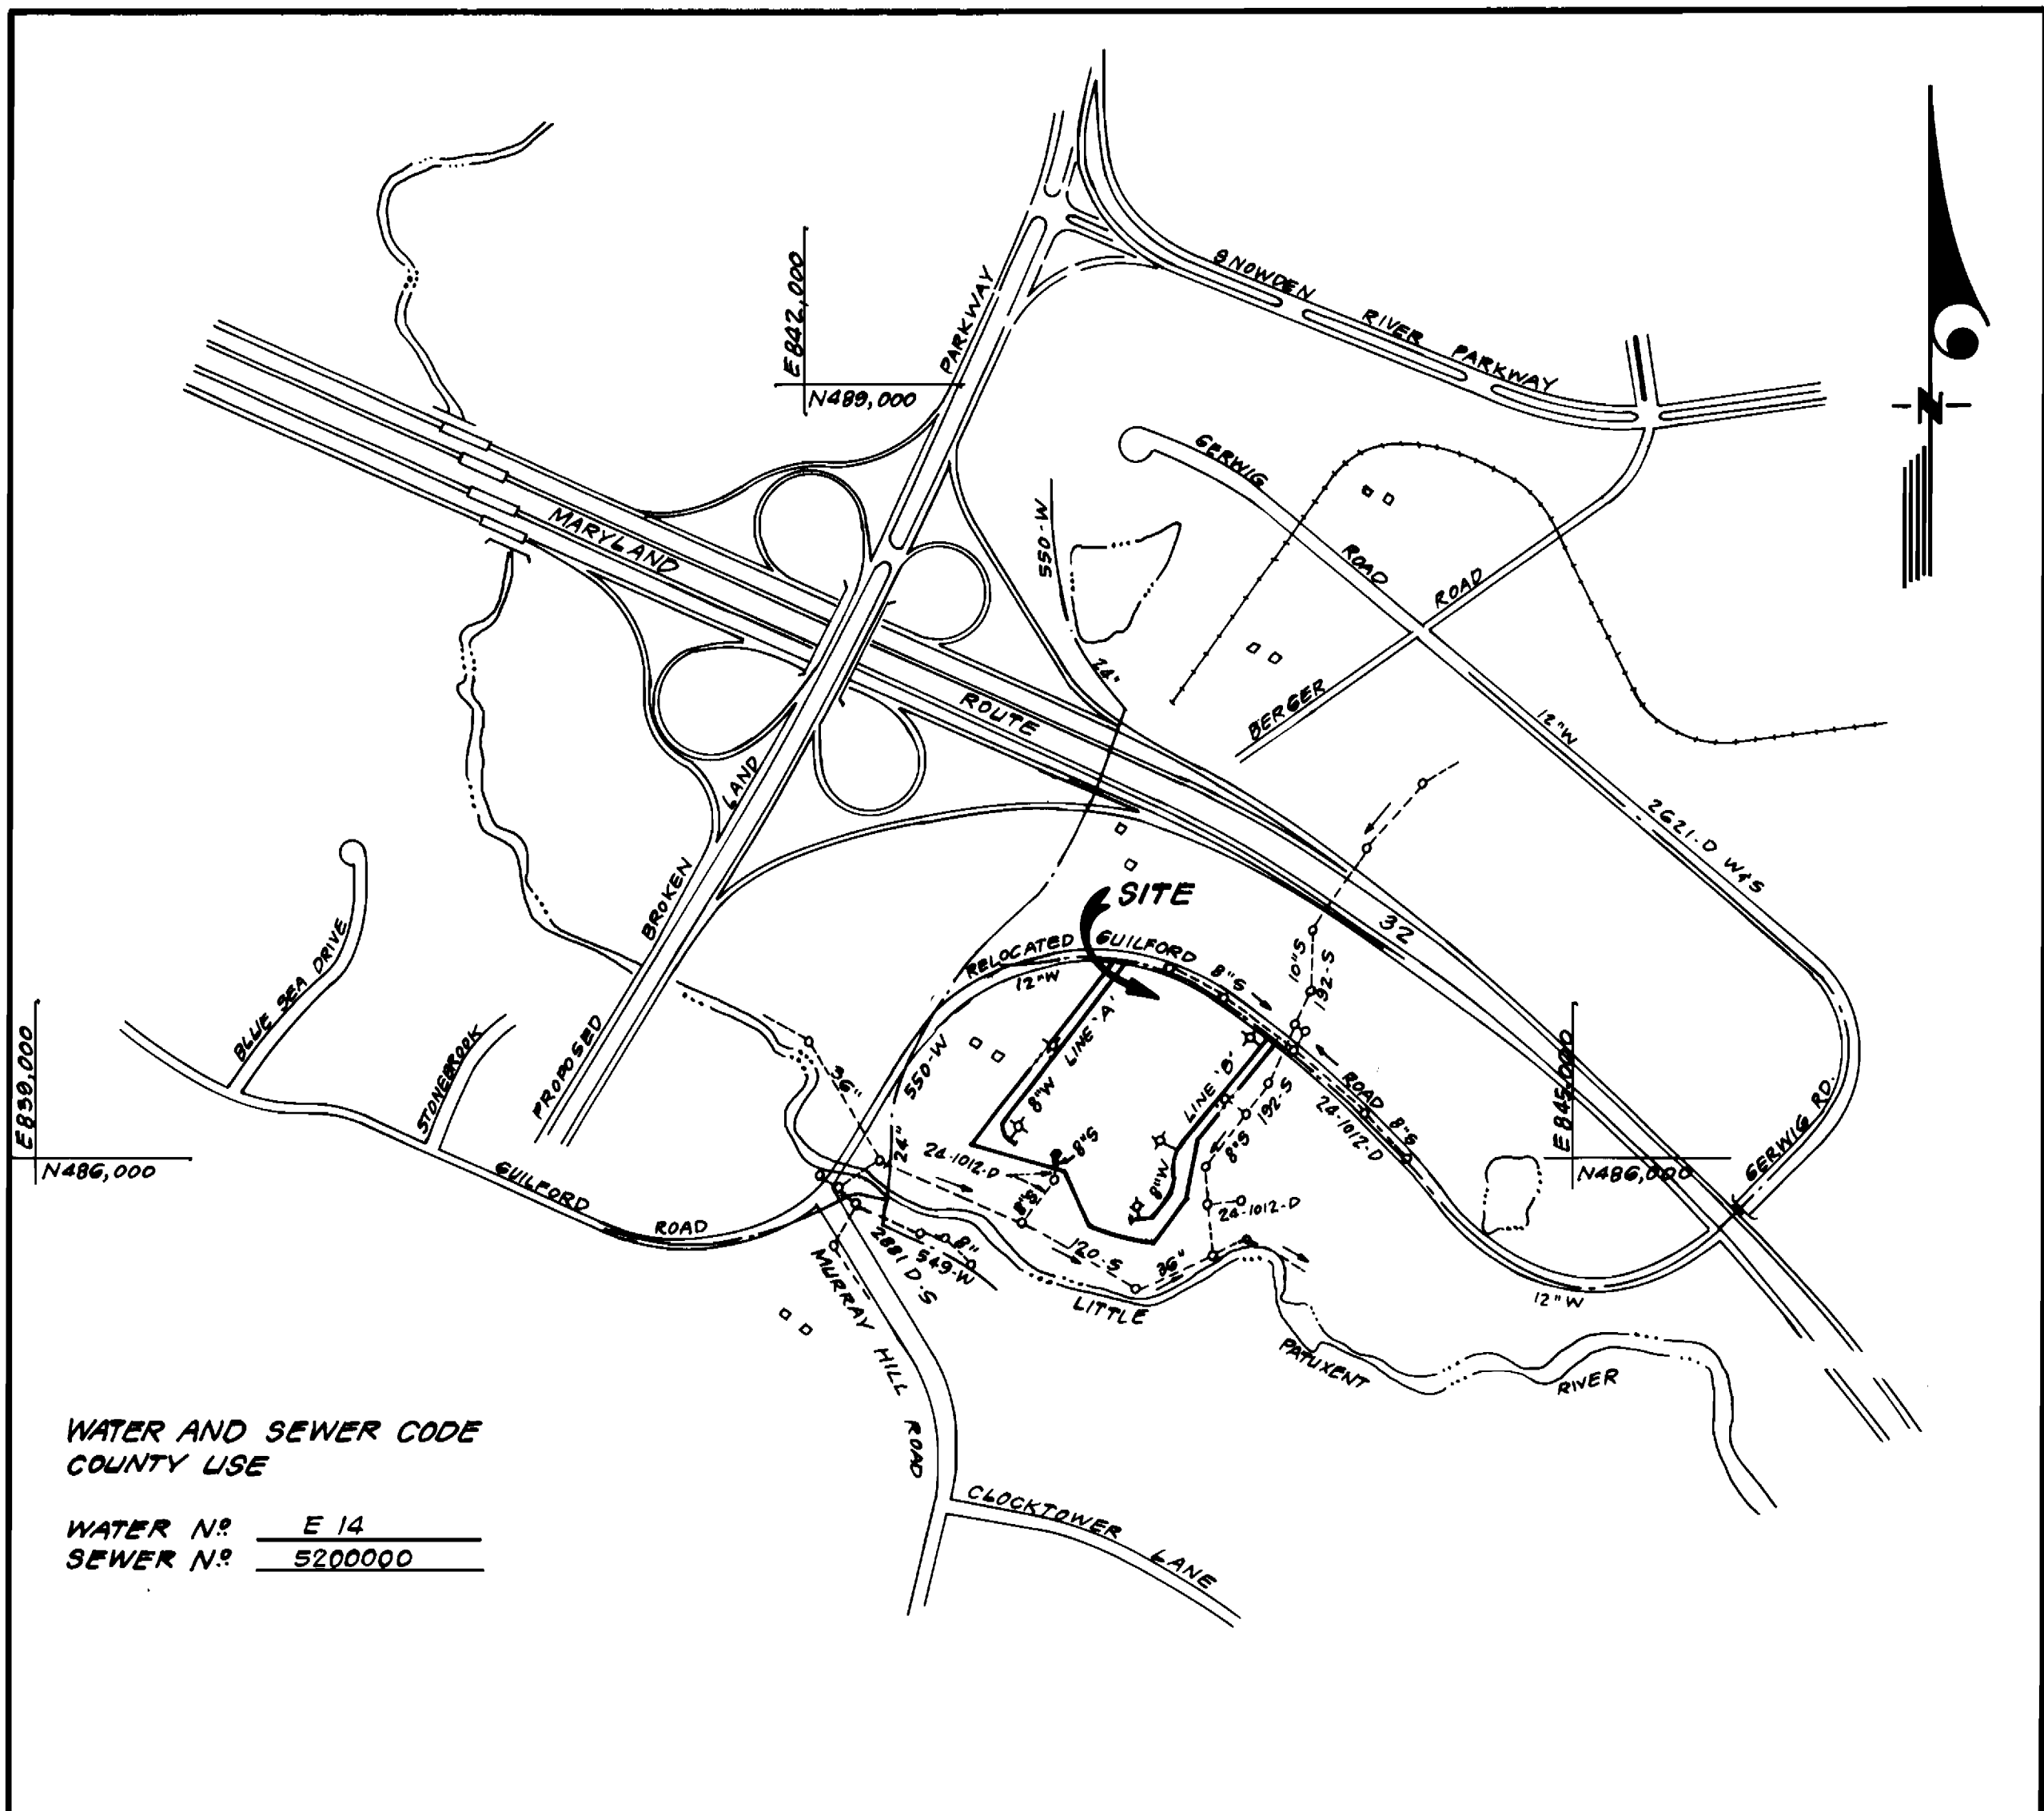 SNOWDEN RIVER PARKWAY
E 842,000
N489,000
PARKWAY
N
GERWIG ROAD
550-W
MARYLAND ROUTE 32
ROAD
BERGER
24"
12"W
2621-D W&S
LAND
BROKEN
PROPOSED
SITE
RELOCATED GUILFORD ROAD
12"W
8"S
10"S
192-S
BLUE SEA DRIVE
STONEBROOK
E839,000
N486,000
E 845,000
N486,000
GERWIG RD.
36"
550-W
24"
8"W
LINE 'A'
LINE 'B'
192-S
8"S
24-1012-D
8"S
24-1012-D
8"S
8"S
8"W
24-1012-D
GUILFORD ROAD
2881 D-S
8"
549-W
120-S
36"
12"W
LITTLE PATUXENT RIVER
MURRAY HILL ROAD
CLOCKTOWER LANE
WATER AND SEWER CODE
COUNTY USE
WATER Nº E 14
SEWER Nº 5200000